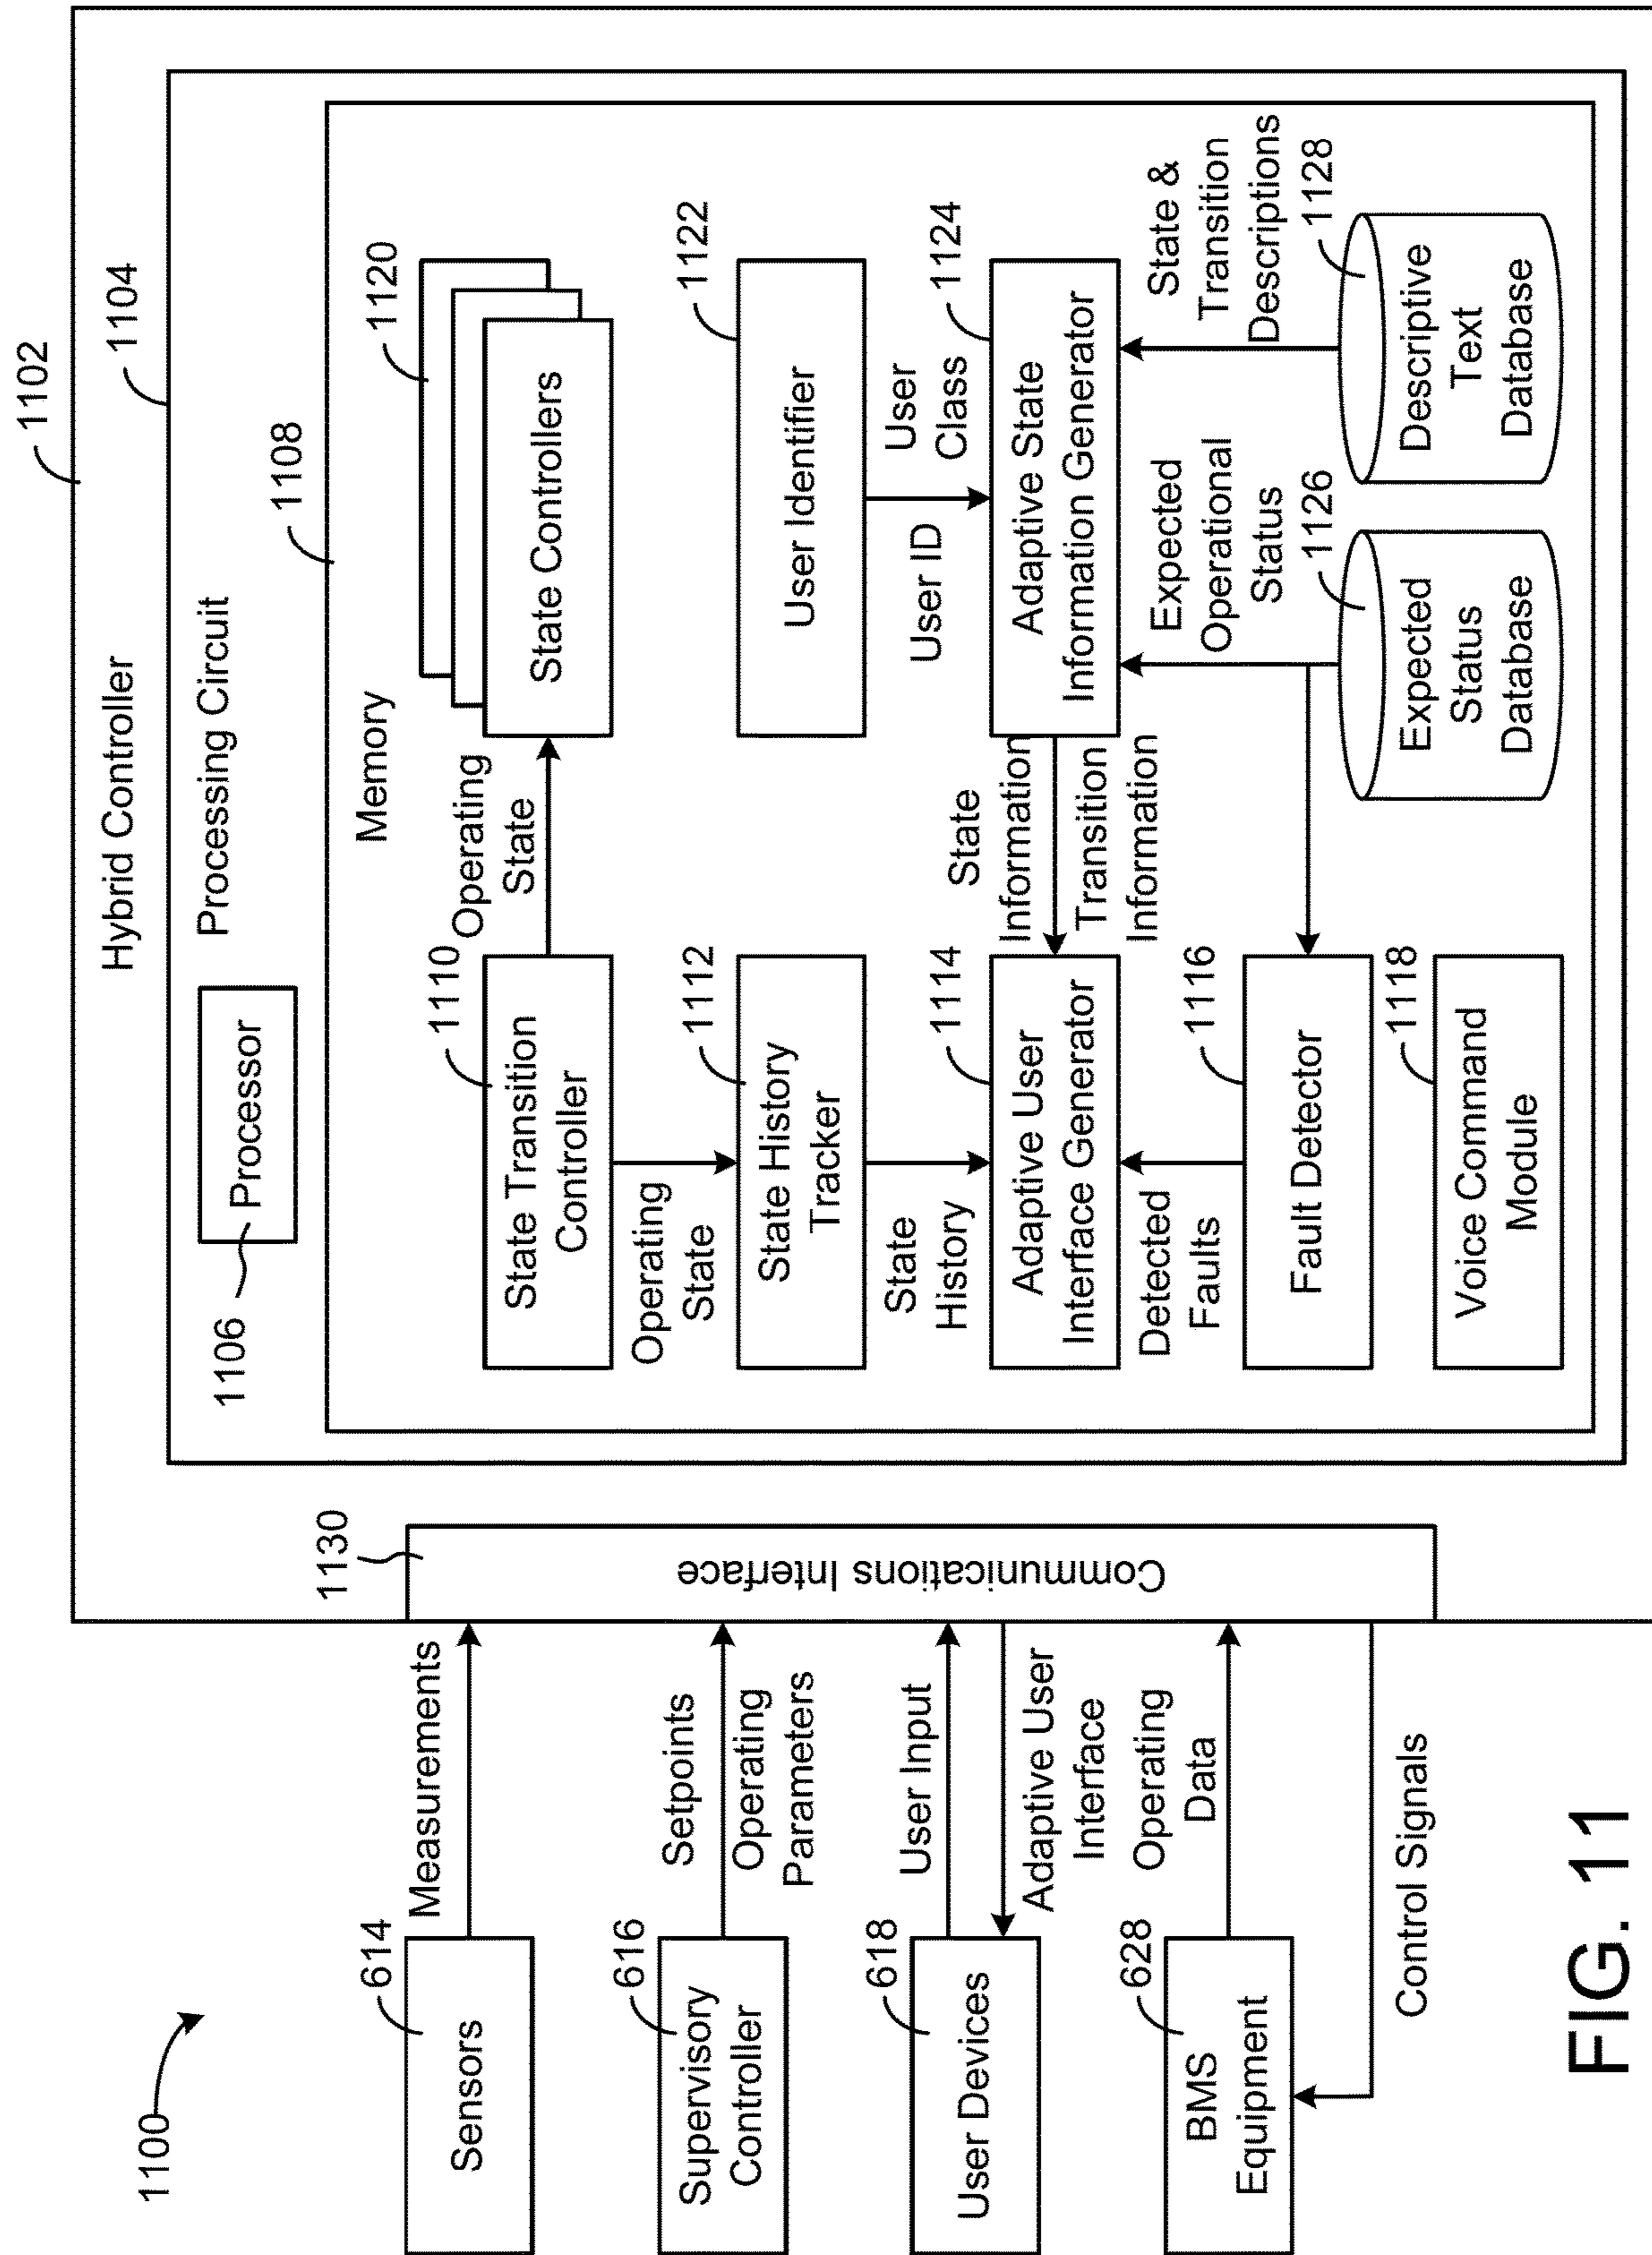 1100
1102
Hybrid Controller
1104
Processing Circuit
1106
Processor
1108
Memory
1110
State Transition
Controller
Operating
State
1120
State Controllers
Operating
State
1112
State History
Tracker
1122
User Identifier
State
History
User ID
User
Class
1114
Adaptive User
Interface Generator
State
Information
Transition
Information
1124
Adaptive State
Information Generator
Detected
Faults
Expected
Operational
Status
State &
Transition
Descriptions
1116
Fault Detector
1126
Expected
Status
Database
1128
Descriptive
Text
Database
1118
Voice Command
Module
1130
Communications Interface
614
Sensors
Measurements
616
Supervisory
Controller
Setpoints
Operating
Parameters
618
User Devices
User Input
Adaptive User
Interface
628
BMS
Equipment
Operating
Data
Control Signals
FIG. 11